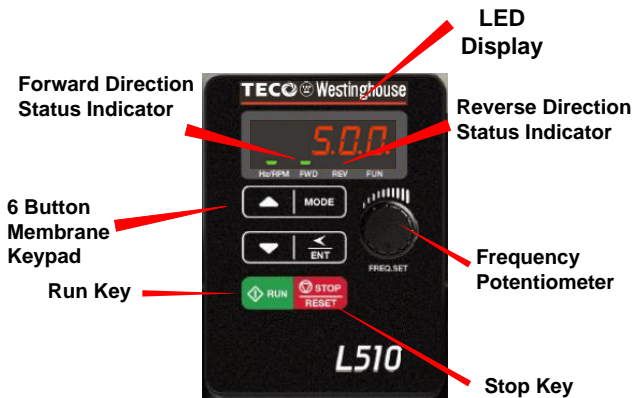 LED
Display
Forward Direction
Status Indicator
TECO Westinghouse
Reverse Direction
Status Indicator
5.0.0.
Hz/RPM FWD REV FUN
6 Button
Membrane
Keypad
MODE
<
ENT
FREQ.SET
Frequency
Potentiometer
Run Key
RUN
STOP
RESET
L510
Stop Key